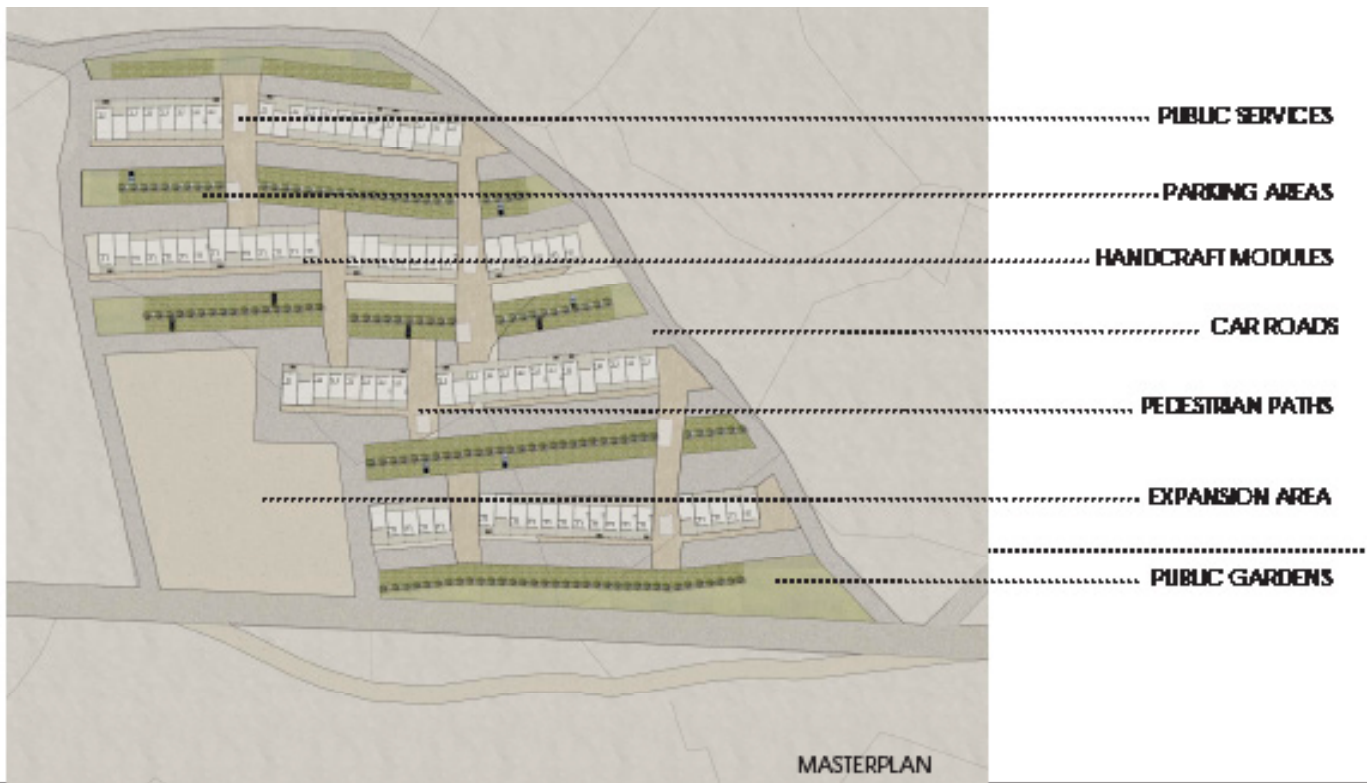 PUBLIC SERVICES
PARKING AREAS
HANDCRAFT MODULES
CAR ROADS
PEDESTRIAN PATHS
EXPANSION AREA
PUBLIC GARDENS
MASTERPLAN